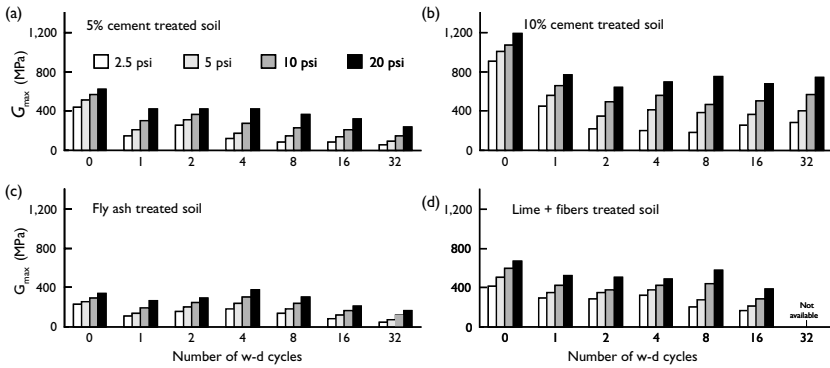 (a)
5% cement treated soil
1,200
800
400
0
G max (MPa)
2.5 psi
5 psi
10 psi
20 psi
0 1 2 4 8 16 32
(b)
10% cement treated soil
1,200
800
400
0
0 1 2 4 8 16 32
(c)
Fly ash treated soil
1,200
800
400
0
G max (MPa)
0 1 2 4 8 16 32
Number of w-d cycles
(d)
Lime + fibers treated soil
1,200
800
400
0
Not
available
0 1 2 4 8 16 32
Number of w-d cycles